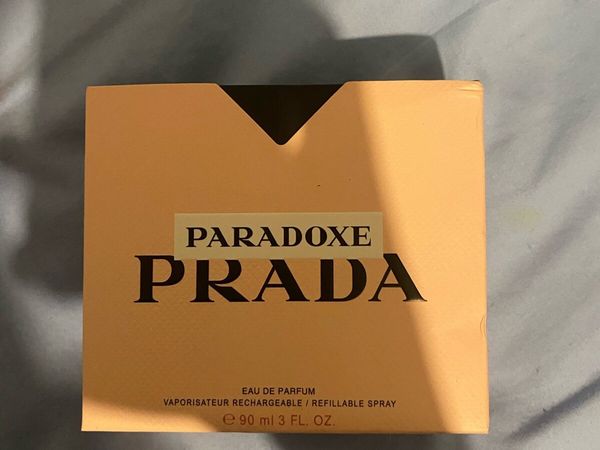 PARADOXE
PRADA
EAU DE PARFUM
VAPORISATEUR RECHARGEABLE / REFILLABLE SPRAY
℮ 90 ml 3 FL. OZ.